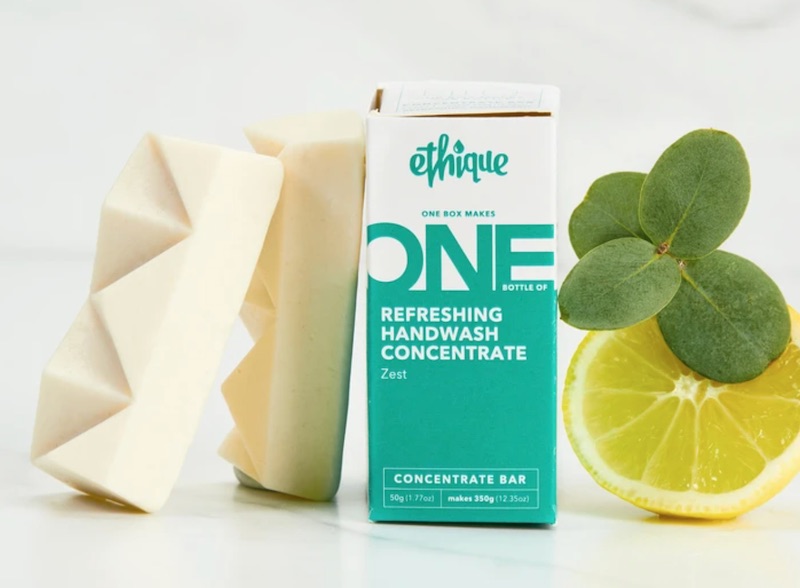 ethique
ONE BOX MAKES
ONE
BOTTLE OF
REFRESHING
HANDWASH
CONCENTRATE
Zest
CONCENTRATE BAR
50g (1.77oz) makes 350g (12.35oz)